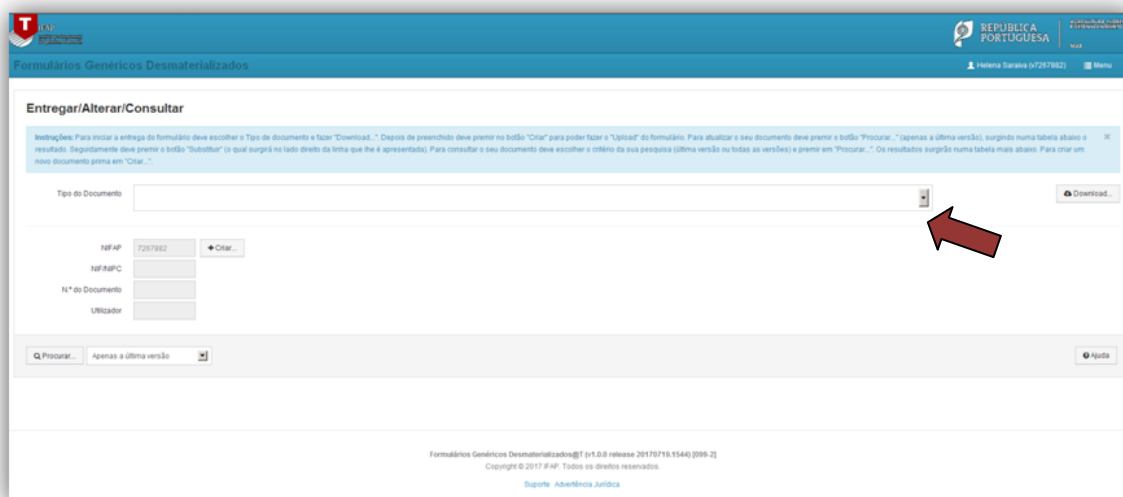 T
IFAP
REPÚBLICA
PORTUGUESA
MAR
Formulários Genéricos Desmaterializados
Helena Saraiva (v7267882)
Menu
Entregar/Alterar/Consultar
Instruções: Para iniciar a entrega do formulário deve escolher o Tipo de documento e fazer "Download...". Depois de preenchido deve premir no botão "Criar" para poder fazer o "Upload" do formulário. Para atualizar o seu documento deve premir o botão "Procurar..." (apenas a última versão), surgindo numa tabela abaixo o
resultado. Seguidamente deve premir o botão "Substituir" (o qual surgirá no lado direito da linha que lhe é apresentada). Para consultar o seu documento deve escolher o critério da sua pesquisa (última versão ou todas as versões) e premir em "Procurar...". Os resultados surgirão numa tabela mais abaixo. Para criar um
novo documento prima em "Criar...".
Tipo do Documento
Download...
NIFAP 7267882 Criar...
NIF/NIPC
N.º do Documento
Utilizador
Procurar... Apenas a última versão
Ajuda
Formulários Genéricos Desmaterializados@T (v1.0.0 release 20170719.1544) [099-2]
Copyright © 2017 IFAP. Todos os direitos reservados.
Suporte Advertência Jurídica